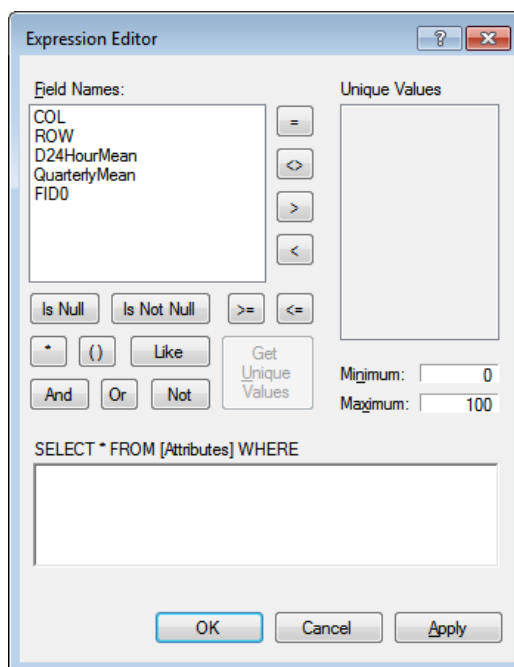 Expression Editor
?
Field Names:
Unique Values
COL
ROW
D24HourMean
QuarterlyMean
FID0
=
<>
>
<
Is Null Is Not Null >= <=
* () Like
Get
Unique
Values
And Or Not
Minimum: 0
Maximum: 100
SELECT * FROM [Attributes] WHERE
OK Cancel Apply